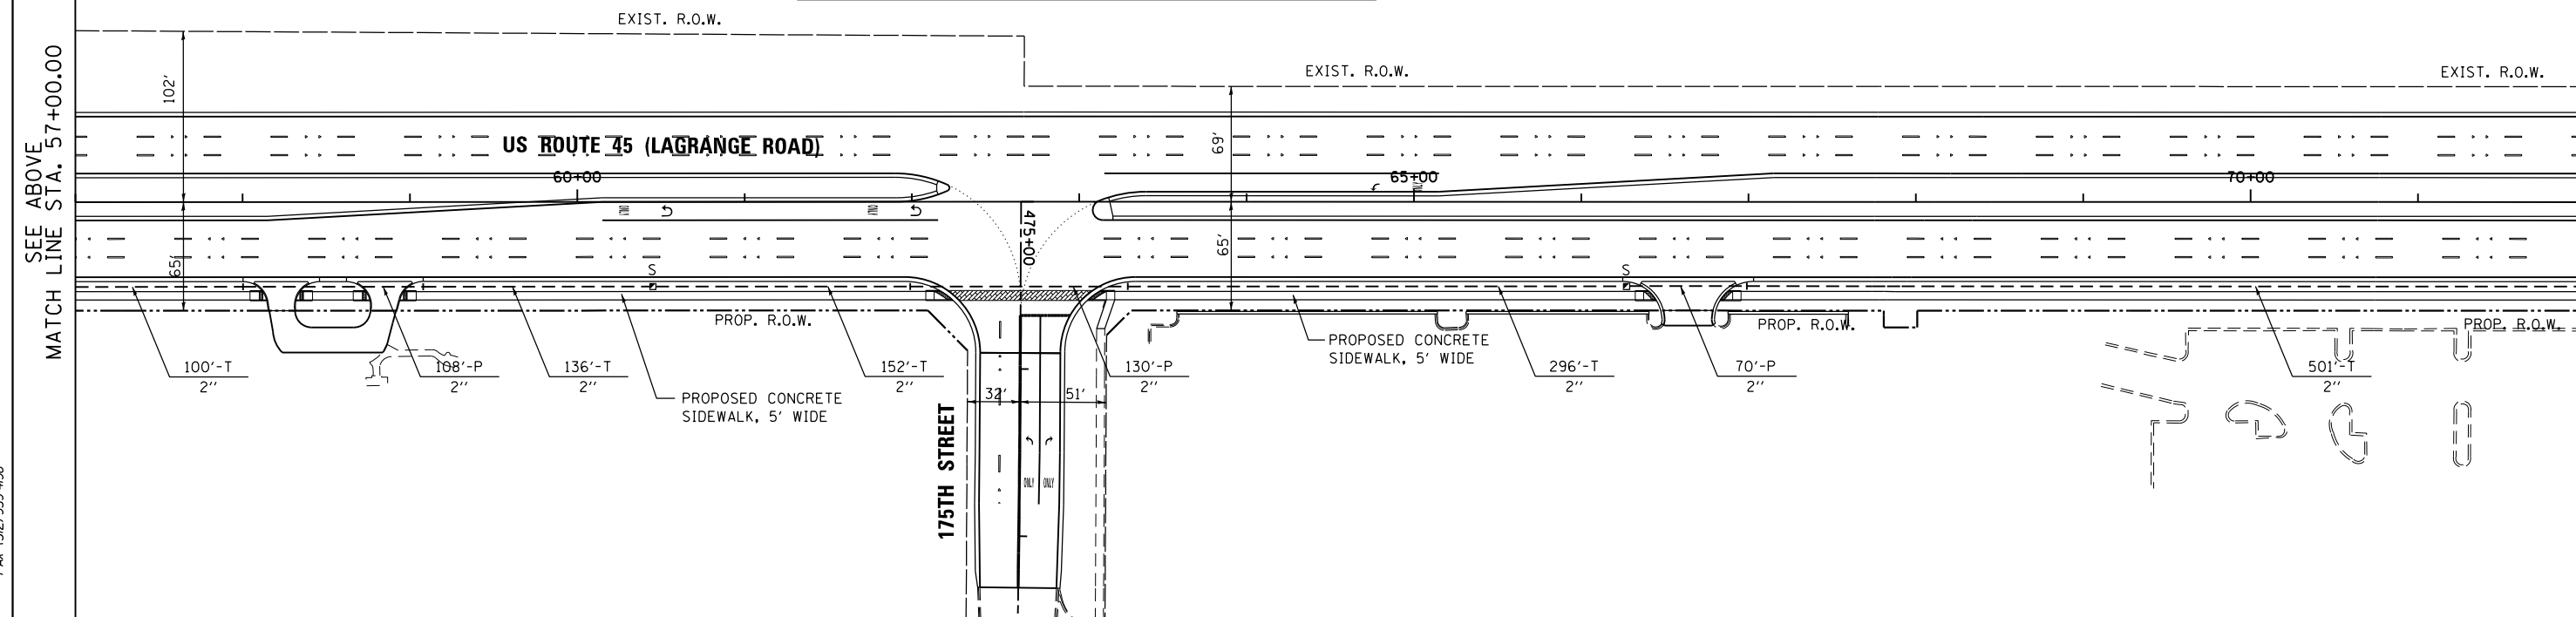 EXIST. R.O.W.
EXIST. R.O.W.
EXIST. R.O.W.
SEE ABOVE
MATCH LINE STA. 57+00.00
102'
69'
US ROUTE 45 (LAGRANGE ROAD)
60+00
65+00
70+00
ONLY
ONLY
ONLY
475+00
65'
65'
S
S
PROP. R.O.W.
PROP. R.O.W.
PROP. R.O.W.
100'-T
2''
108'-P
2''
136'-T
2''
152'-T
2''
130'-P
2''
296'-T
2''
70'-P
2''
501'-T
2''
PROPOSED CONCRETE
SIDEWALK, 5' WIDE
PROPOSED CONCRETE
SIDEWALK, 5' WIDE
32'
51'
175TH STREET
ONLY
ONLY